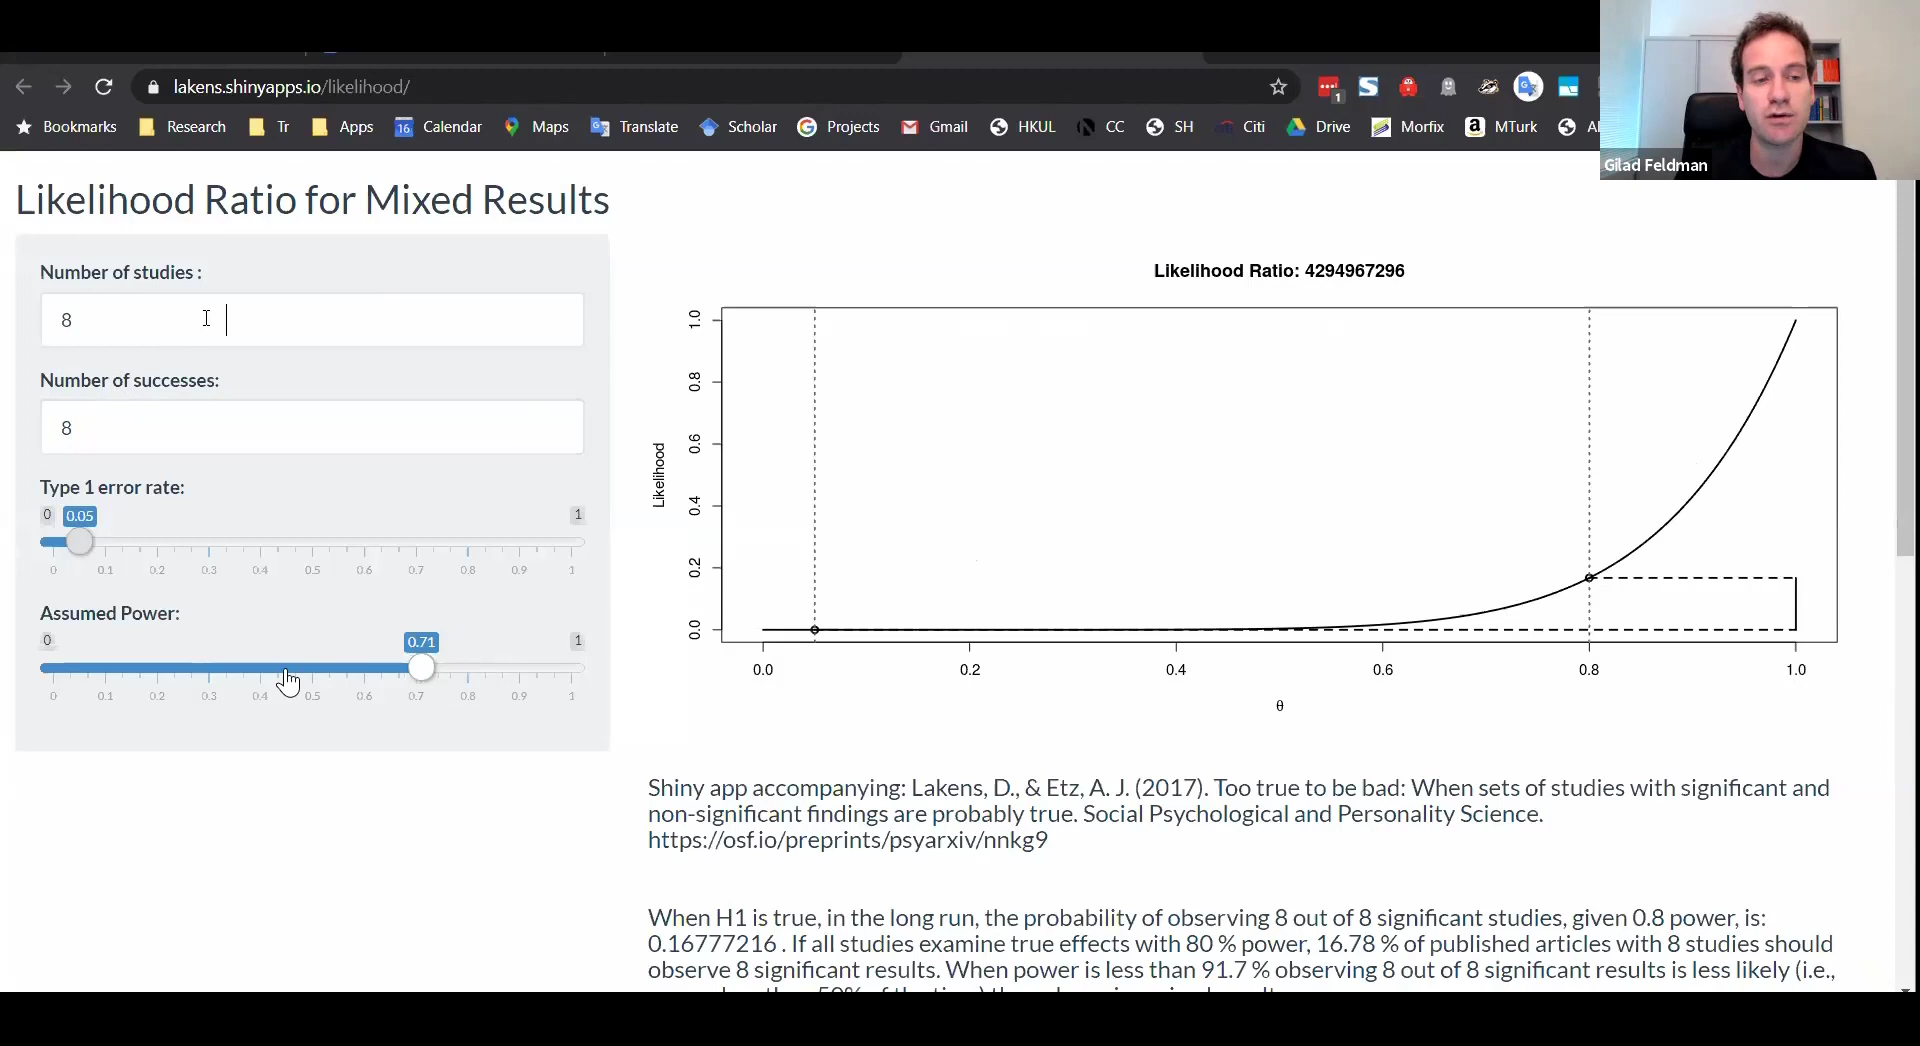 lakens.shinyapps.io/likelihood/
1
Bookmarks Research Tr Apps 16 Calendar Maps Translate Scholar Projects Gmail HKUL CC SH Citi Drive Morfix MTurk
Gilad Feldman
Likelihood Ratio for Mixed Results
Number of studies :
8
Number of successes:
8
Type 1 error rate:
0 0.05 1
0 0.1 0.2 0.3 0.4 0.5 0.6 0.7 0.8 0.9 1
Assumed Power:
0 0.71 1
0 0.1 0.2 0.3 0.4 0.5 0.6 0.7 0.8 0.9 1
Likelihood Ratio: 4294967296
Likelihood
1.0
0.8
0.6
0.4
0.2
0.0
0.0 0.2 0.4 0.6 0.8 1.0
θ
Shiny app accompanying: Lakens, D., & Etz, A. J. (2017). Too true to be bad: When sets of studies with significant and
non-significant findings are probably true. Social Psychological and Personality Science.
https://osf.io/preprints/psyarxiv/nnkg9
When H1 is true, in the long run, the probability of observing 8 out of 8 significant studies, given 0.8 power, is:
0.16777216 . If all studies examine true effects with 80 % power, 16.78 % of published articles with 8 studies should
observe 8 significant results. When power is less than 91.7 % observing 8 out of 8 significant results is less likely (i.e.,